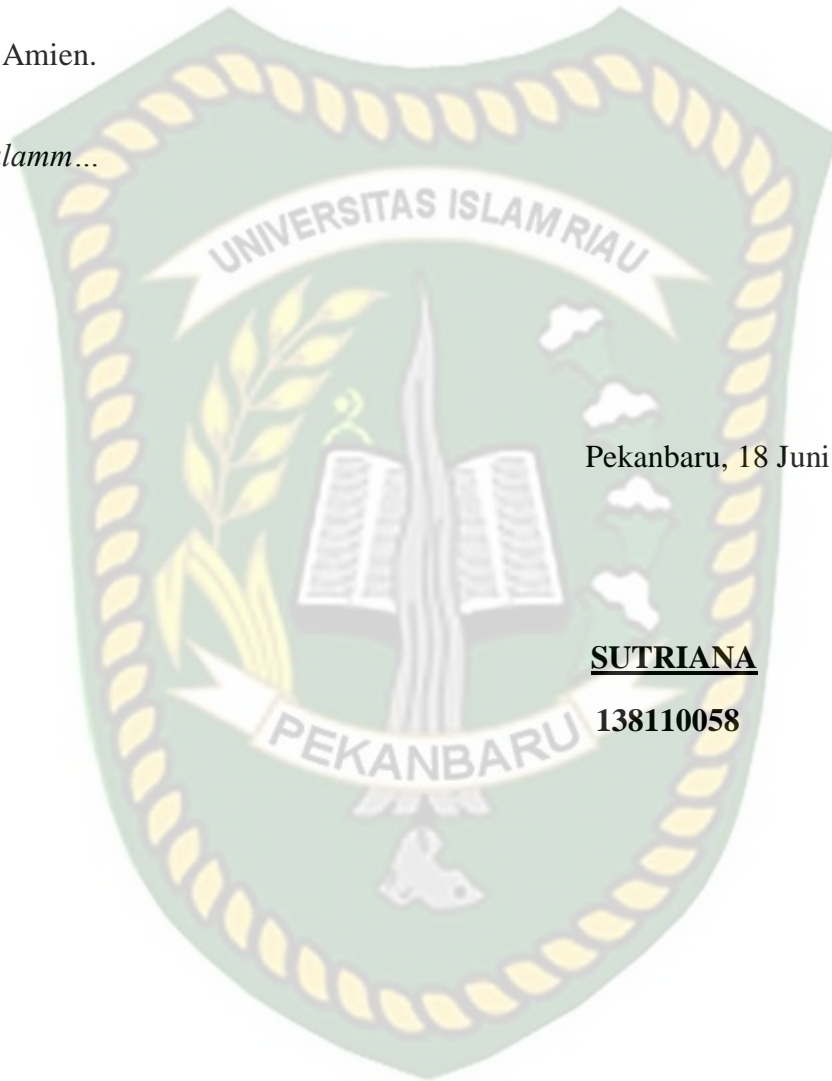 Amien.
lamm...
UNIVERSITAS ISLAM RIAU
Pekanbaru, 18 Juni
SUTRIANA
138110058
PEKANBARU